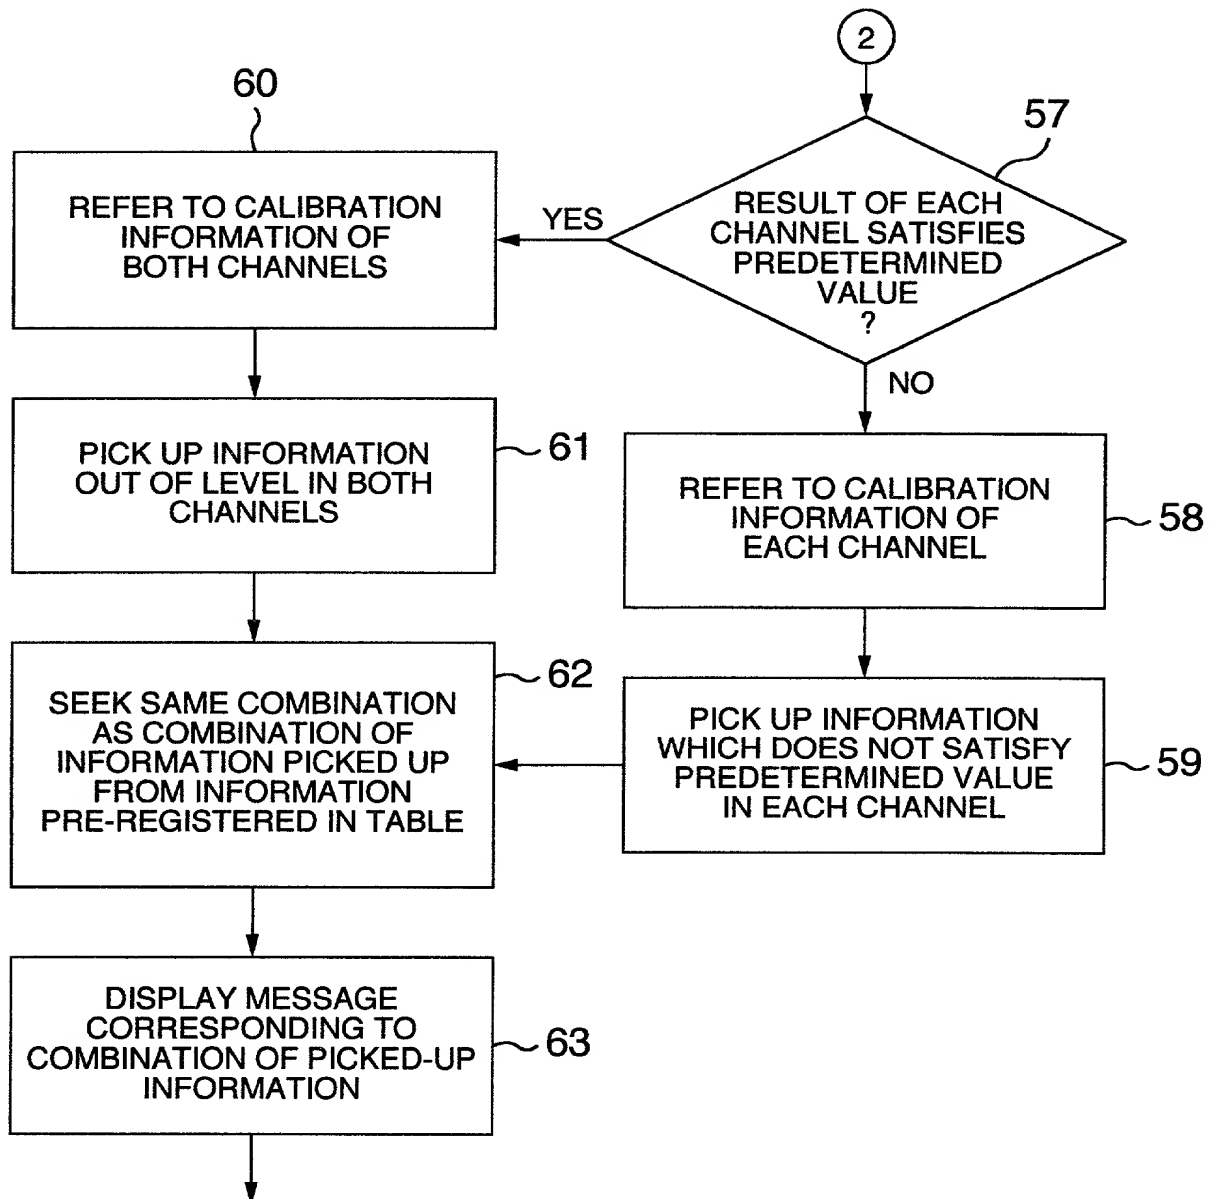 2
57
RESULT OF EACH
CHANNEL SATISFIES
PREDETERMINED
VALUE
?
YES
NO
60
REFER TO CALIBRATION
INFORMATION OF
BOTH CHANNELS
PICK UP INFORMATION
OUT OF LEVEL IN BOTH
CHANNELS
61
REFER TO CALIBRATION
INFORMATION OF
EACH CHANNEL
58
SEEK SAME COMBINATION
AS COMBINATION OF
INFORMATION PICKED UP
FROM INFORMATION
PRE-REGISTERED IN TABLE
62
PICK UP INFORMATION
WHICH DOES NOT SATISFY
PREDETERMINED VALUE
IN EACH CHANNEL
59
DISPLAY MESSAGE
CORRESPONDING TO
COMBINATION OF PICKED-UP
INFORMATION
63